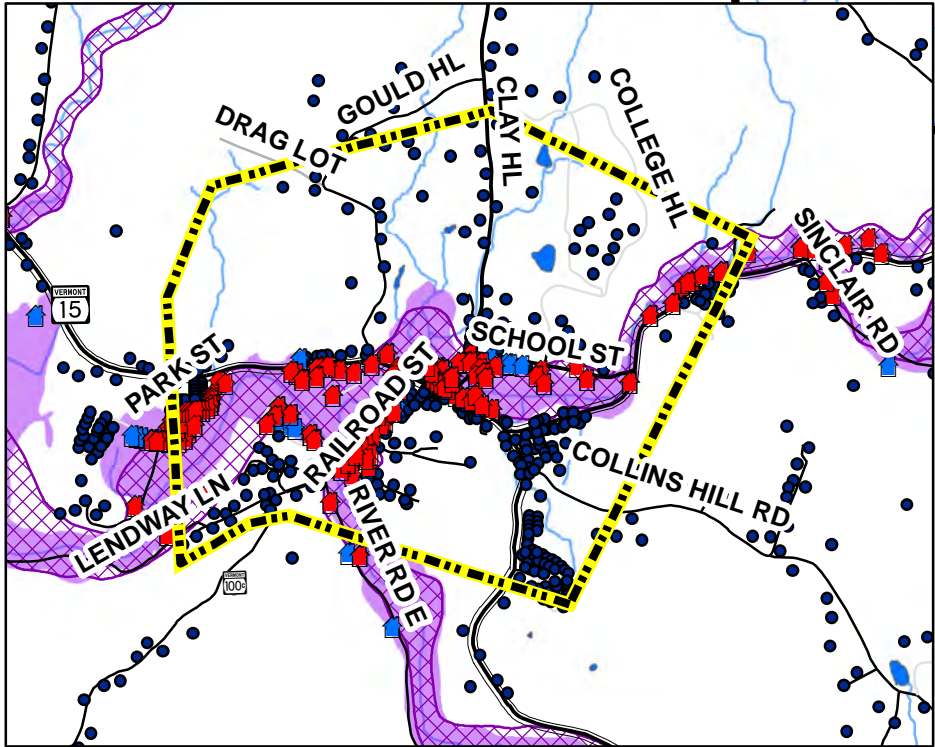 GOULD HL
CLAY HL
COLLEGE HL
DRAG LOT
SINCLAIR RD
VERMONT
15
SCHOOL ST
PARK ST
RAILROAD ST
COLLINS HILL RD
LENDWAY LN
RIVER RD E
VERMONT
100C